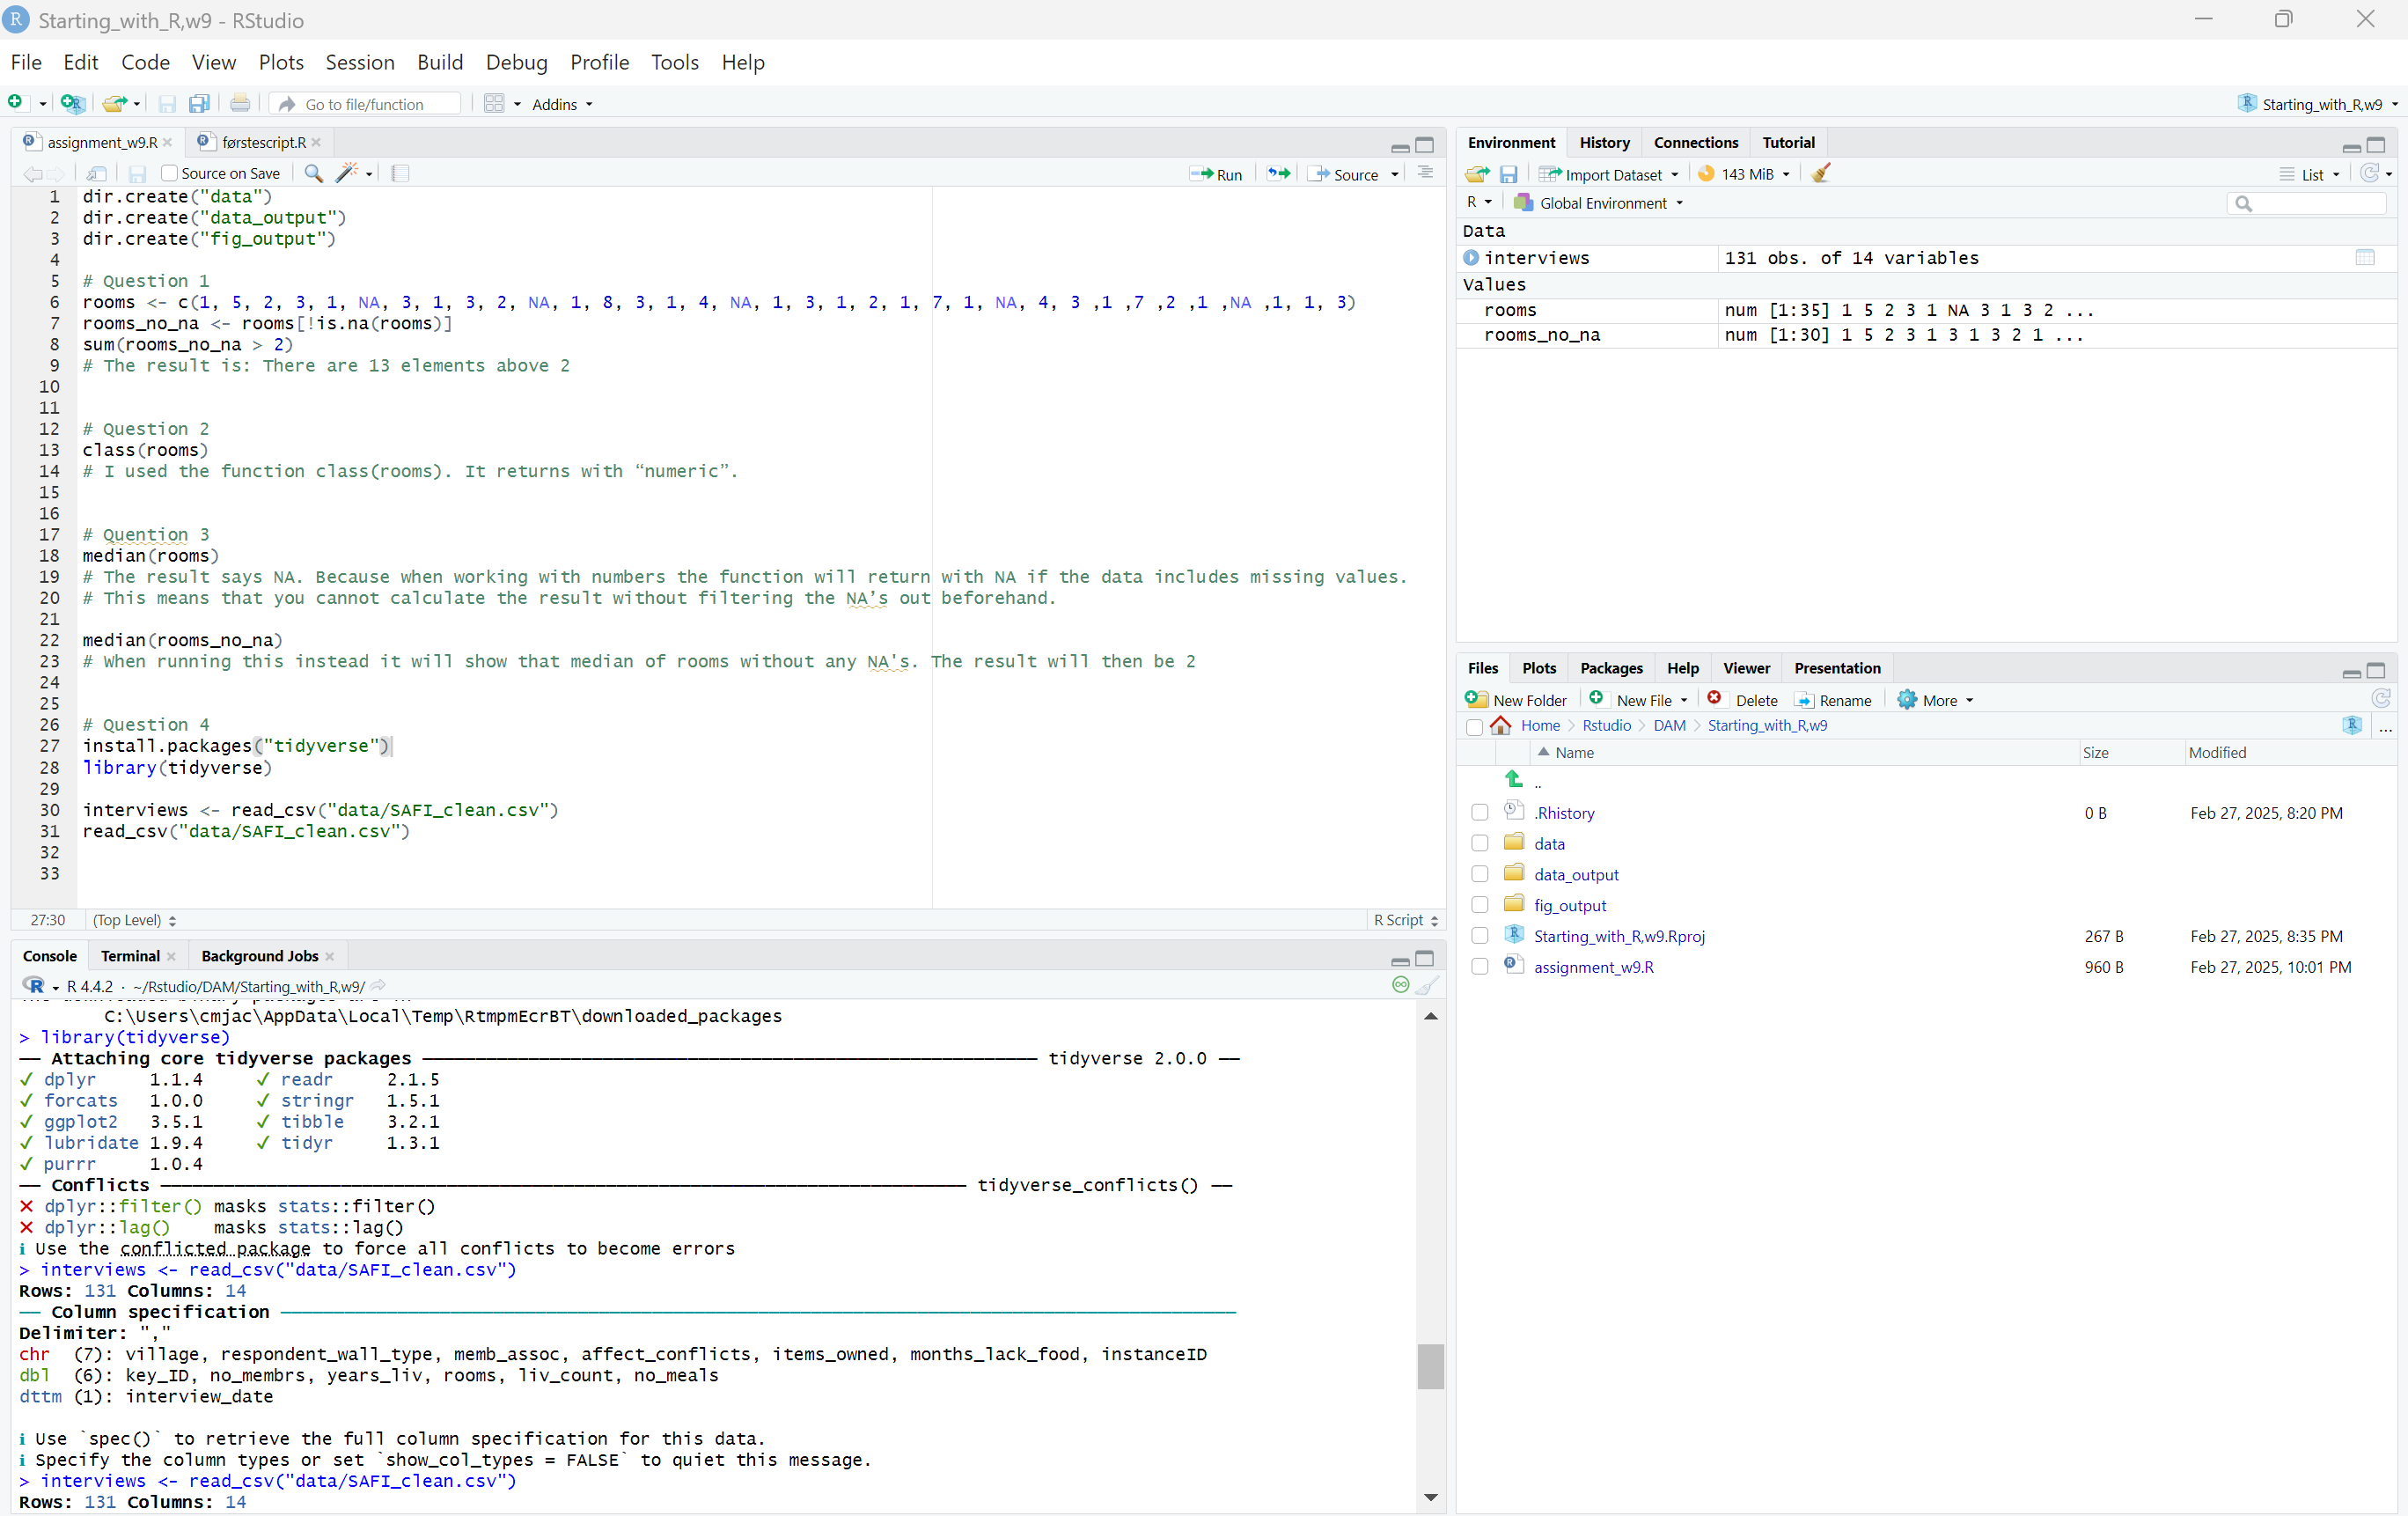 Starting_with_R,w9 - RStudio
File Edit Code View Plots Session Build Debug Profile Tools Help
Go to file/function Addins Starting_with_R,w9
assignment_w9.R førstescript.R
Source on Save Run Source
1 dir.create("data")
2 dir.create("data_output")
3 dir.create("fig_output")
4
5 # Question 1
6 rooms <- c(1, 5, 2, 3, 1, NA, 3, 1, 3, 2, NA, 1, 8, 3, 1, 4, NA, 1, 3, 1, 2, 1, 7, 1, NA, 4, 3 ,1 ,7 ,2 ,1 ,NA ,1, 1, 3)
7 rooms_no_na <- rooms[!is.na(rooms)]
8 sum(rooms_no_na > 2)
9 # The result is: There are 13 elements above 2
10
11
12 # Question 2
13 class(rooms)
14 # I used the function class(rooms). It returns with “numeric”.
15
16
17 # Quention 3
18 median(rooms)
19 # The result says NA. Because when working with numbers the function will return with NA if the data includes missing values.
20 # This means that you cannot calculate the result without filtering the NA’s out beforehand.
21
22 median(rooms_no_na)
23 # When running this instead it will show that median of rooms without any NA's. The result will then be 2
24
25
26 # Question 4
27 install.packages("tidyverse")
28 library(tidyverse)
29
30 interviews <- read_csv("data/SAFI_clean.csv")
31 read_csv("data/SAFI_clean.csv")
32
33
27:30 (Top Level) R Script
Console Terminal Background Jobs
R 4.4.2 · ~/Rstudio/DAM/Starting_with_R,w9/
C:\Users\cmjac\AppData\Local\Temp\RtmpmEcrBT\downloaded_packages
> library(tidyverse)
── Attaching core tidyverse packages ── tidyverse 2.0.0 ──
✓ dplyr 1.1.4 ✓ readr 2.1.5
✓ forcats 1.0.0 ✓ stringr 1.5.1
✓ ggplot2 3.5.1 ✓ tibble 3.2.1
✓ lubridate 1.9.4 ✓ tidyr 1.3.1
✓ purrr 1.0.4
── Conflicts ── tidyverse_conflicts() ──
✕ dplyr::filter() masks stats::filter()
✕ dplyr::lag() masks stats::lag()
ℹ Use the conflicted package to force all conflicts to become errors
> interviews <- read_csv("data/SAFI_clean.csv")
Rows: 131 Columns: 14
── Column specification ──
Delimiter: ","
chr (7): village, respondent_wall_type, memb_assoc, affect_conflicts, items_owned, months_lack_food, instanceID
dbl (6): key_ID, no_membrs, years_liv, rooms, liv_count, no_meals
dttm (1): interview_date
ℹ Use `spec()` to retrieve the full column specification for this data.
ℹ Specify the column types or set `show_col_types = FALSE` to quiet this message.
> interviews <- read_csv("data/SAFI_clean.csv")
Rows: 131 Columns: 14
Environment History Connections Tutorial
Import Dataset 143 MiB List
R Global Environment
Data
interviews 131 obs. of 14 variables
Values
rooms num [1:35] 1 5 2 3 1 NA 3 1 3 2 ...
rooms_no_na num [1:30] 1 5 2 3 1 3 1 3 2 1 ...
Files Plots Packages Help Viewer Presentation
New Folder New File Delete Rename More
Home Rstudio DAM Starting_with_R,w9 ...
Name Size Modified
..
.Rhistory 0 B Feb 27, 2025, 8:20 PM
data
data_output
fig_output
Starting_with_R,w9.Rproj 267 B Feb 27, 2025, 8:35 PM
assignment_w9.R 960 B Feb 27, 2025, 10:01 PM